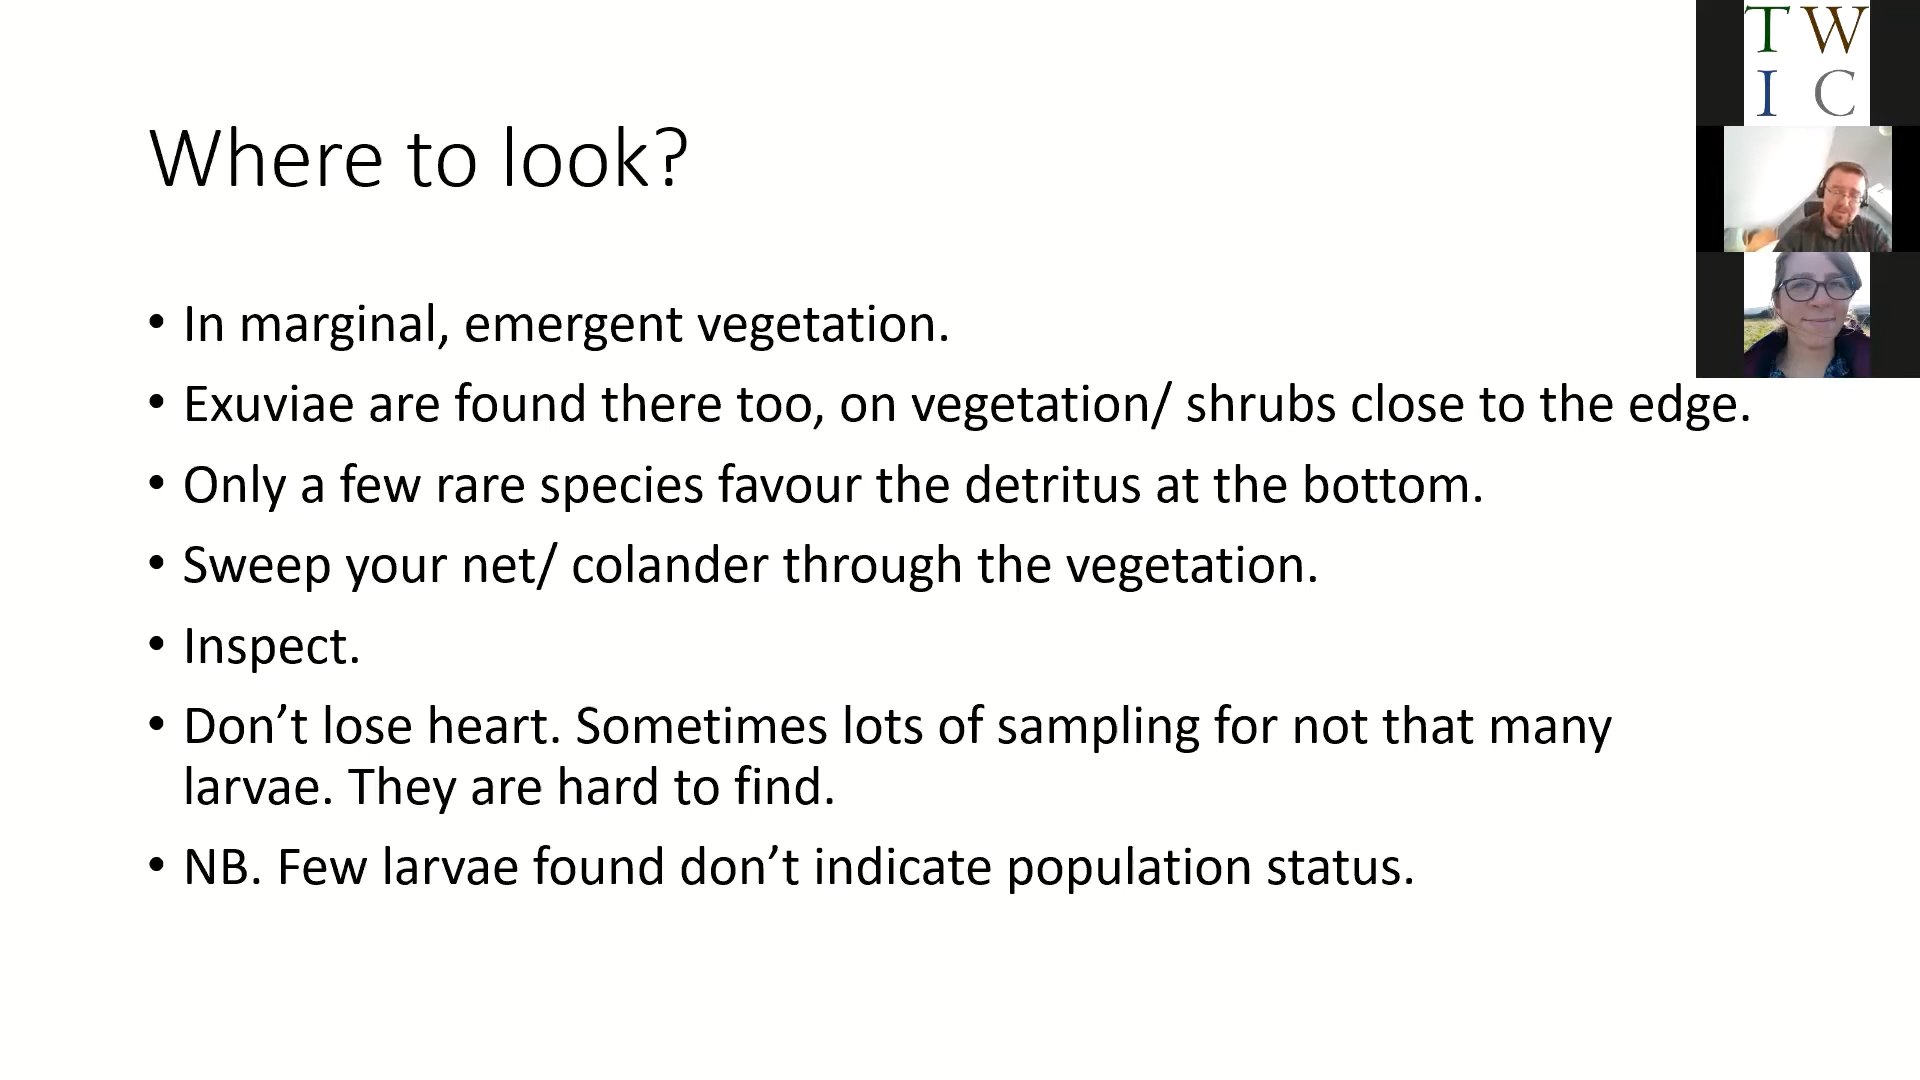 Where to look?
• In marginal, emergent vegetation.
• Exuviae are found there too, on vegetation/ shrubs close to the edge.
• Only a few rare species favour the detritus at the bottom.
• Sweep your net/ colander through the vegetation.
• Inspect.
• Don’t lose heart. Sometimes lots of sampling for not that many
larvae. They are hard to find.
• NB. Few larvae found don’t indicate population status.
T W
I C